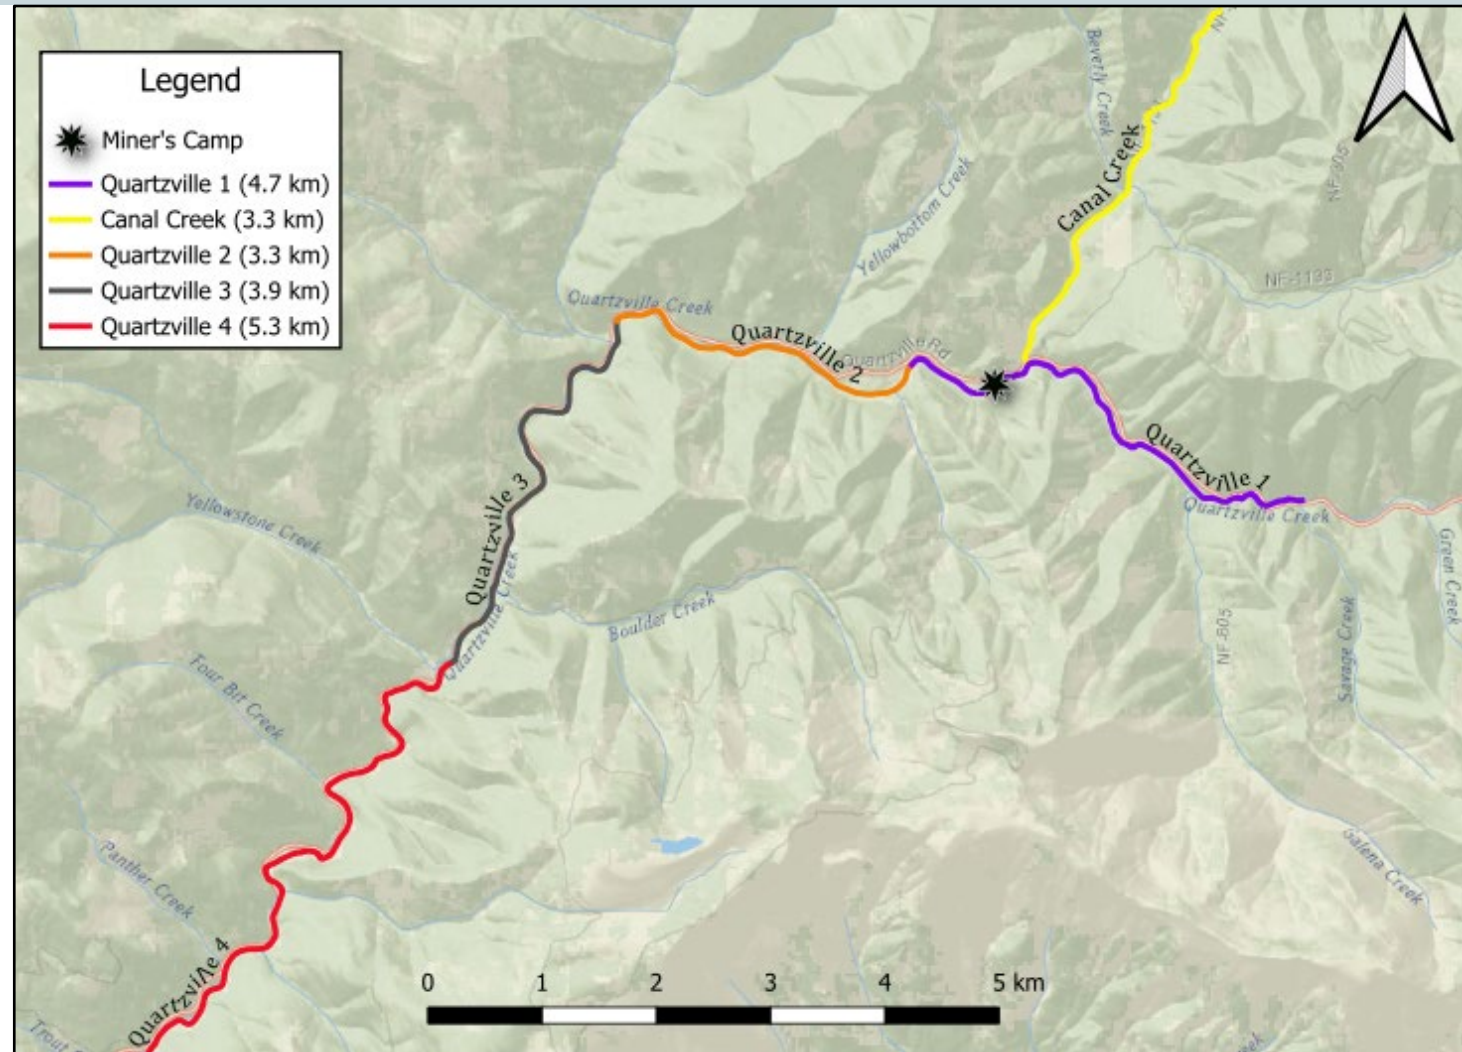 Legend
Miner's Camp
Quartzville 1 (4.7 km)
Canal Creek (3.3 km)
Quartzville 2 (3.3 km)
Quartzville 3 (3.9 km)
Quartzville 4 (5.3 km)
Beverly Creek
Canal Creek
NF-1133
Yellowbottom Creek
Quartzville Creek
Quartzville 2
Quartzville Rd
Quartzville 1
Quartzville Creek
Green Creek
Quartzville 3
Quartzville Creek
Yellowstone Creek
Boulder Creek
NF-605
Savage Creek
Four Bit Creek
Panther Creek
Galena Creek
Quartzville 4
Trout
0 1 2 3 4 5 km